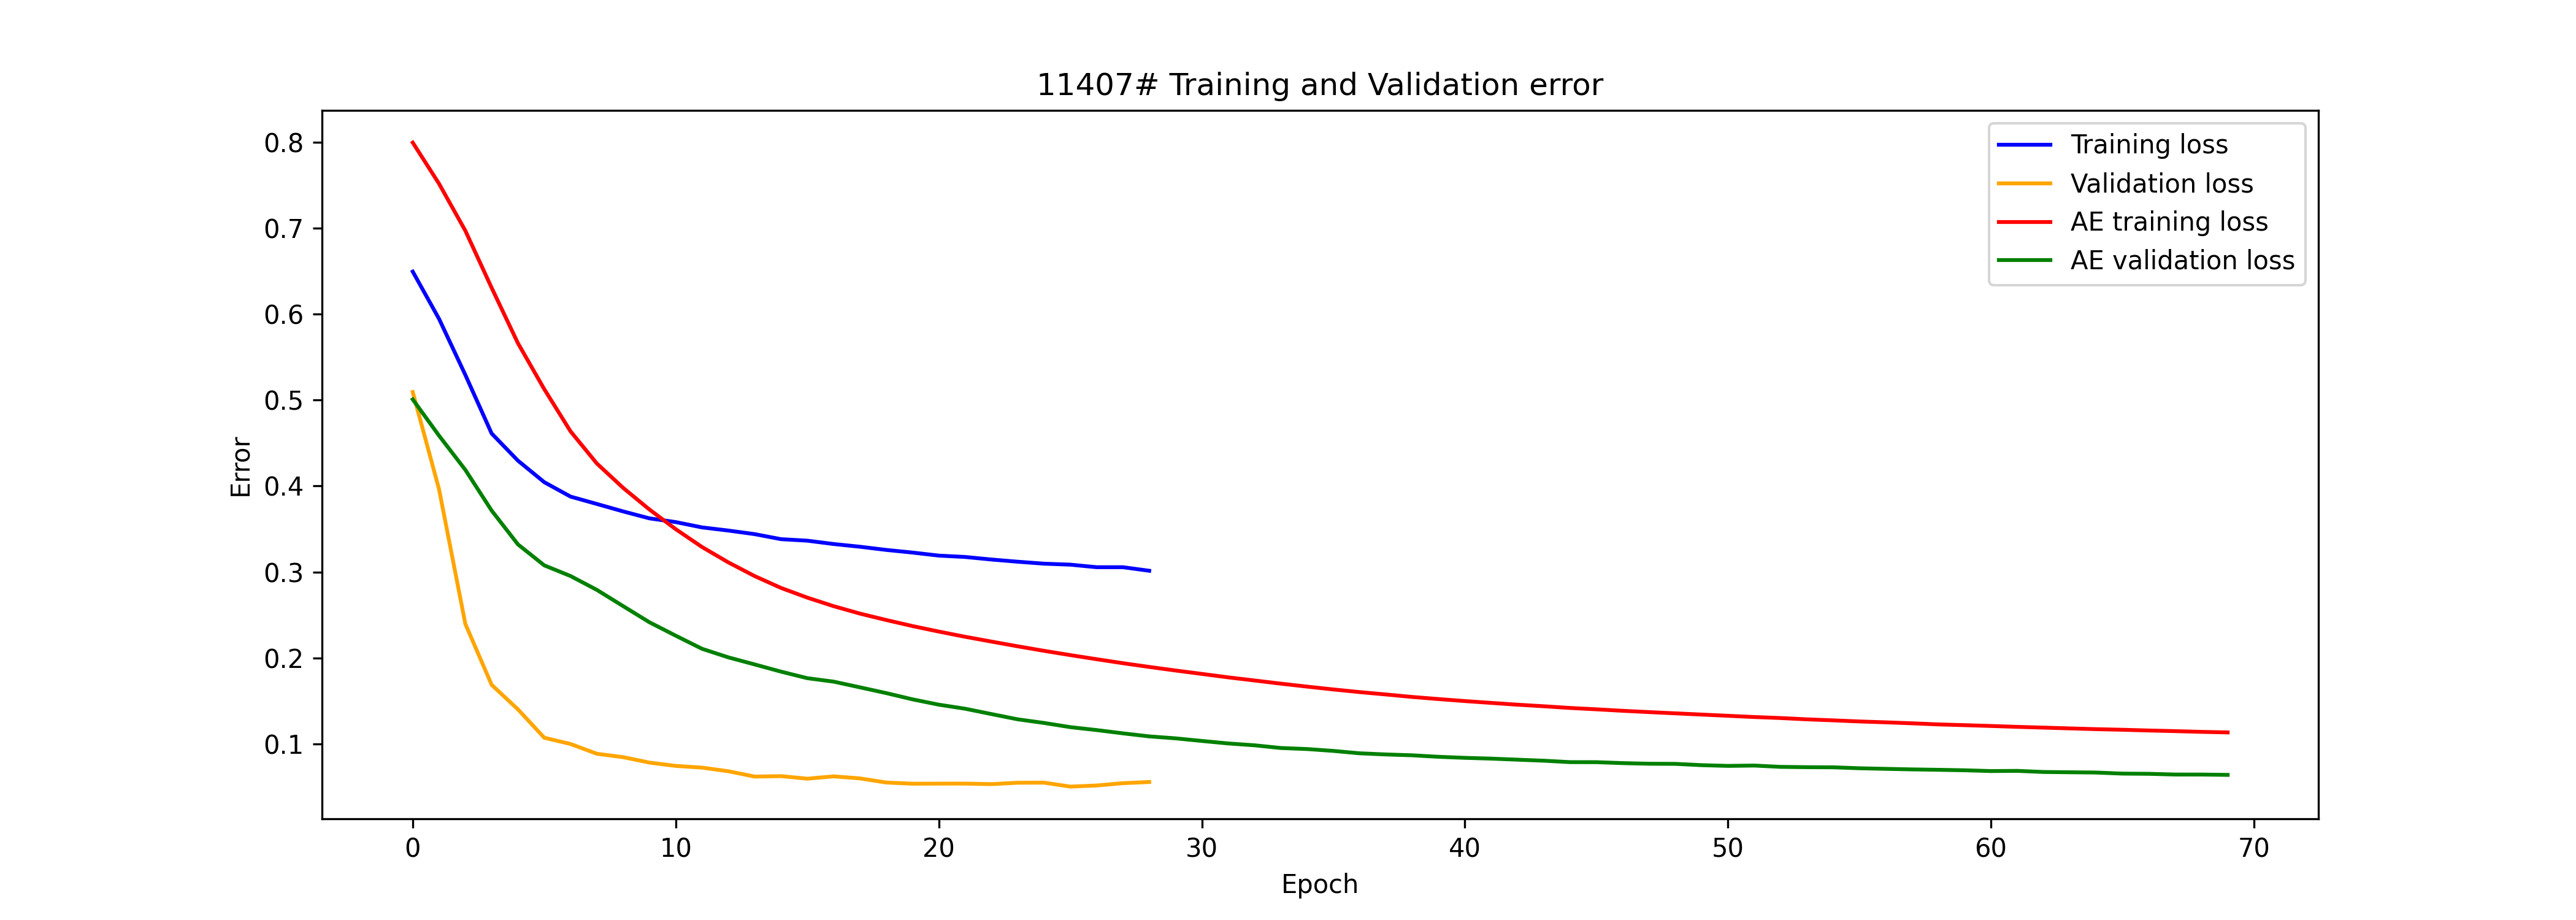 11407# Training and Validation error
Training loss
Validation loss
AE training loss
AE validation loss
0.8
0.7
0.6
0.5
0.4
0.3
0.2
0.1
Error
0 10 20 30 40 50 60 70
Epoch